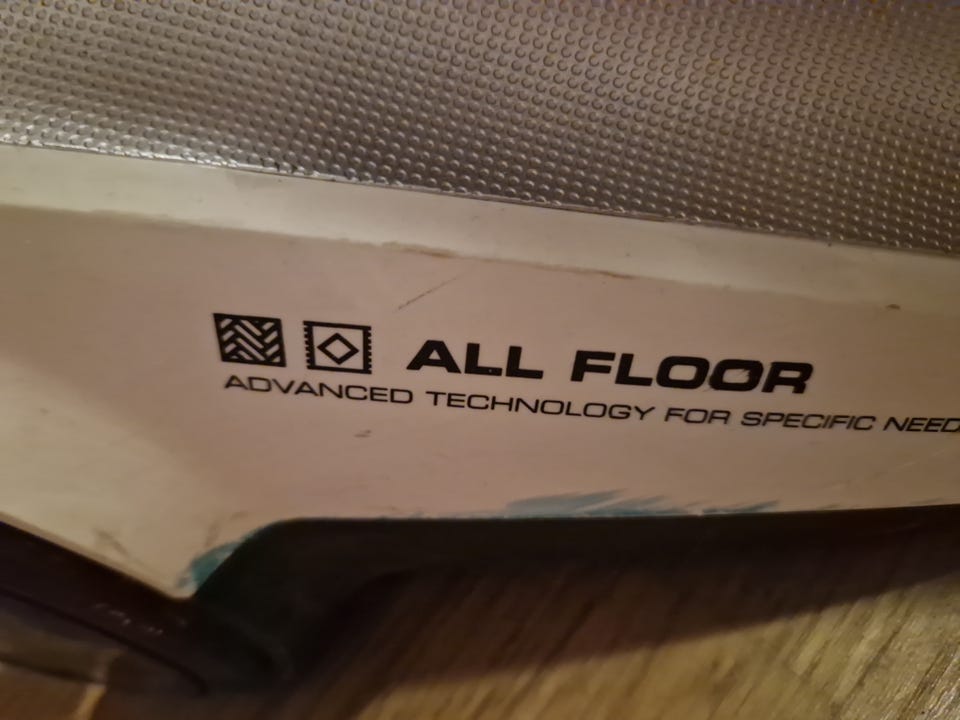 ALL FLOOR
ADVANCED TECHNOLOGY FOR SPECIFIC NEED